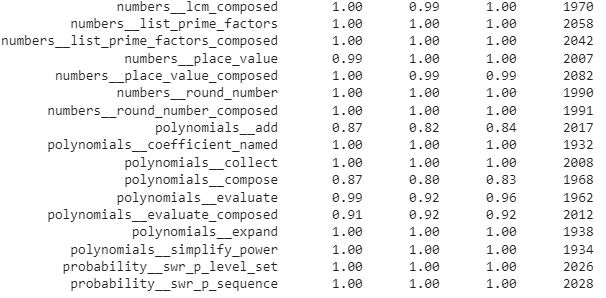 numbers__lcm_composed 1.00 0.99 1.00 1970
numbers__list_prime_factors 1.00 1.00 1.00 2058
numbers__list_prime_factors_composed 1.00 1.00 1.00 2042
numbers__place_value 0.99 1.00 1.00 2007
numbers__place_value_composed 1.00 0.99 0.99 2082
numbers__round_number 1.00 1.00 1.00 1990
numbers__round_number_composed 1.00 1.00 1.00 1991
polynomials__add 0.87 0.82 0.84 2017
polynomials__coefficient_named 1.00 1.00 1.00 1932
polynomials__collect 1.00 1.00 1.00 2008
polynomials__compose 0.87 0.80 0.83 1968
polynomials__evaluate 0.99 0.92 0.96 1962
polynomials__evaluate_composed 0.91 0.92 0.92 2012
polynomials__expand 1.00 1.00 1.00 1938
polynomials__simplify_power 1.00 1.00 1.00 1934
probability__swr_p_level_set 1.00 1.00 1.00 2026
probability__swr_p_sequence 1.00 1.00 1.00 2028